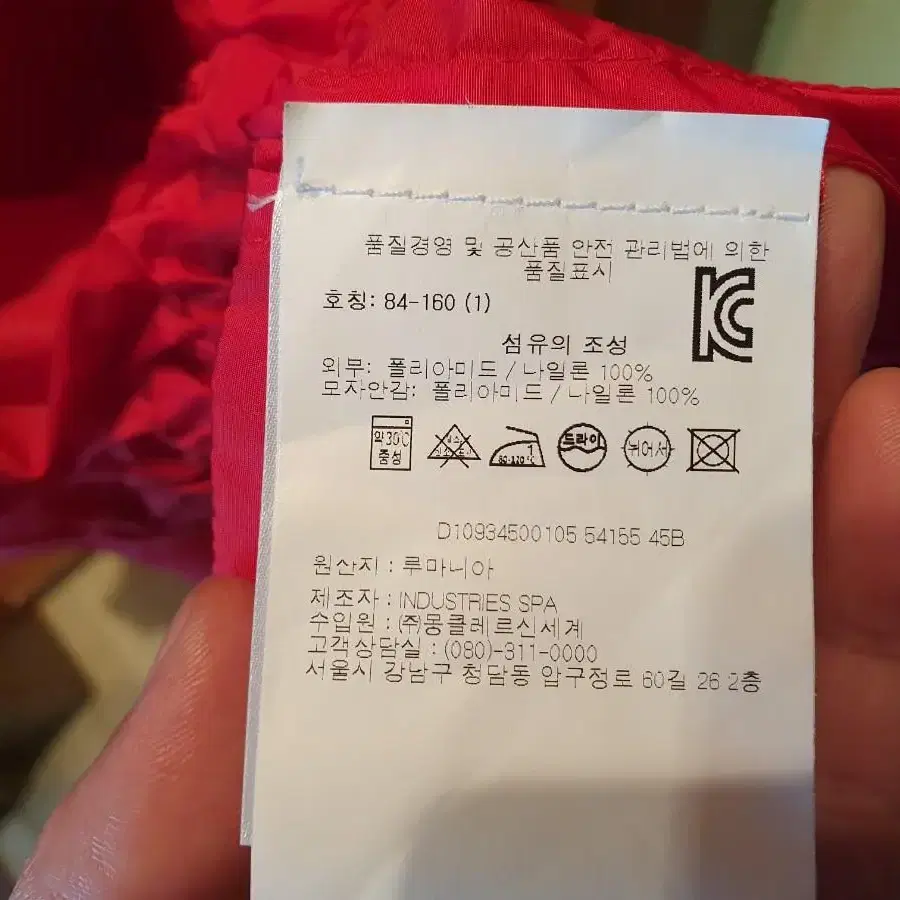 품질경영 및 공산품 안전 관리법에 의한
품질표시
호칭: 84-160 (1)
섬유의 조성
외부: 폴리아미드 / 나일론 100%
모자안감: 폴리아미드 / 나일론 100%
약30℃ 중성
80-120℃
드라이
뉘어서
D10934500105 54155 45B
원산지 : 루마니아
제조자 : INDUSTRIES SPA
수입원 : ㈜몽클레르신세계
고객상담실 : (080)-311-0000
서울시 강남구 청담동 압구정로 60길 26 2층